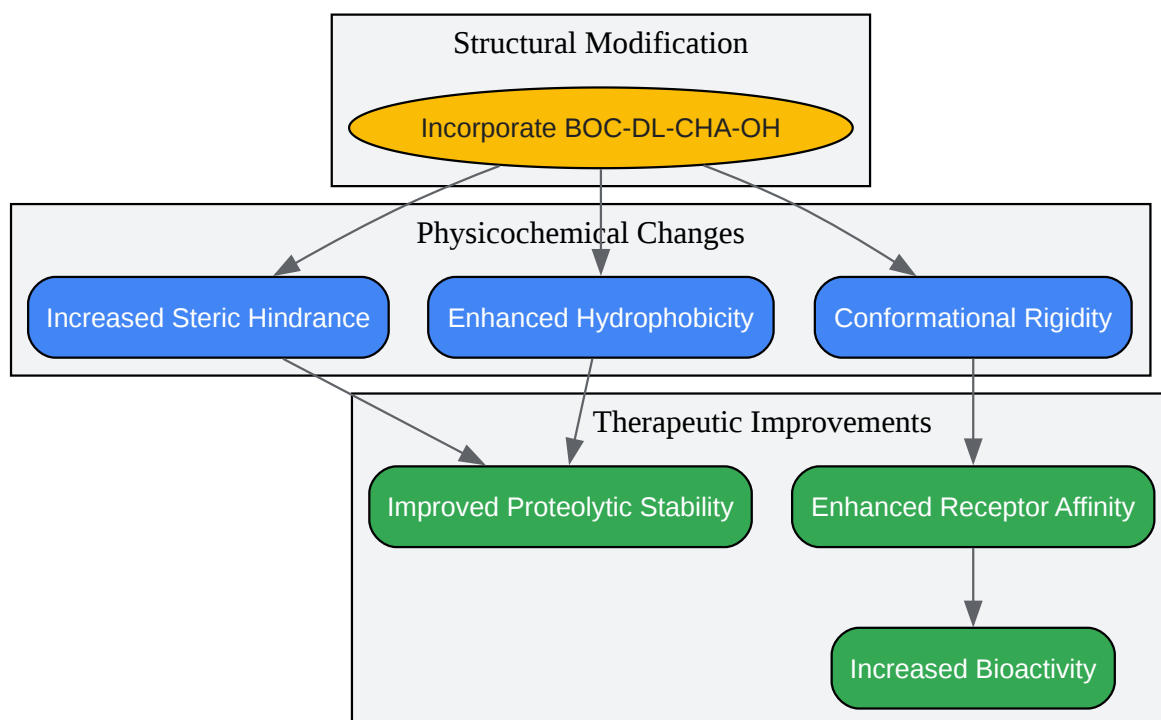 Structural Modification
Incorporate BOC-DL-CHA-OH
Physicochemical Changes
Increased Steric Hindrance
Enhanced Hydrophobicity
Conformational Rigidity
Therapeutic Improvements
Improved Proteolytic Stability
Enhanced Receptor Affinity
Increased Bioactivity